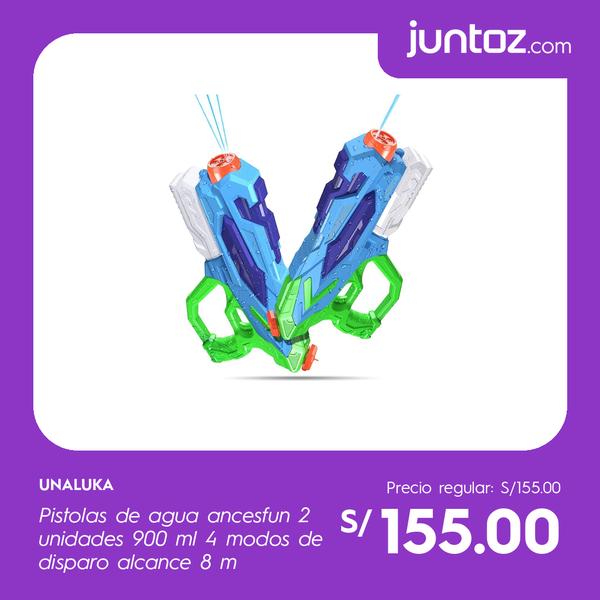 juntoz.com
UNALUKA
Pistolas de agua ancesfun 2
unidades 900 ml 4 modos de
disparo alcance 8 m
Precio regular: S/155.00
S/ 155.00